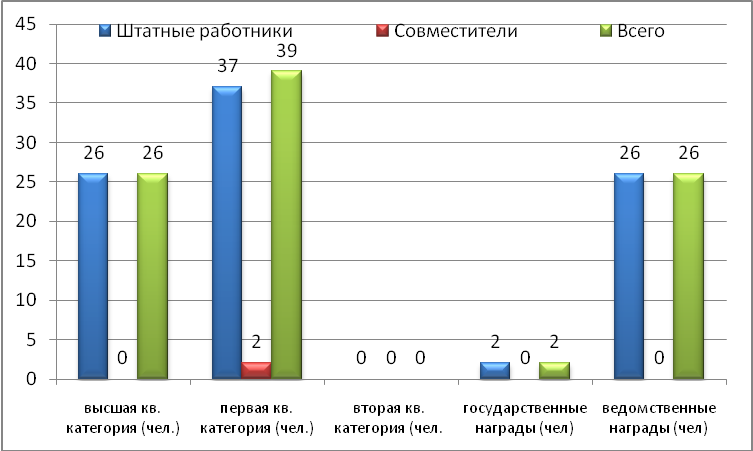 Штатные работники Совместители Всего
45
40
35
30
25
20
15
10
5
0
26 0 26
37 2 39
0 0 0
2 0 2
26 0 26
высшая кв.
категория (чел.)
первая кв.
категория (чел.)
вторая кв.
категория (чел.
государственные
награды (чел)
ведомственные
награды (чел)